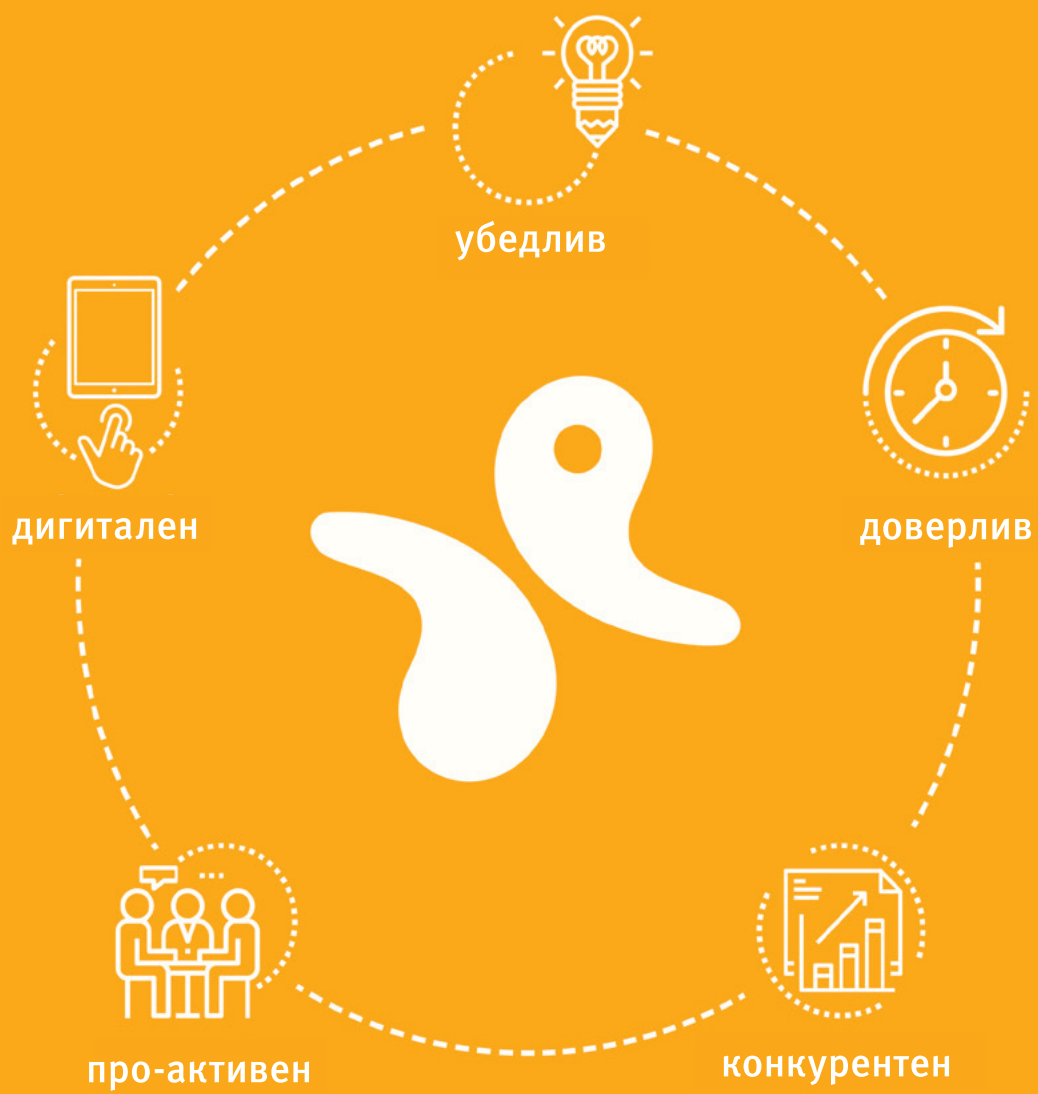 убедлив
дигитален
доверлив
про-активен
конкурентен